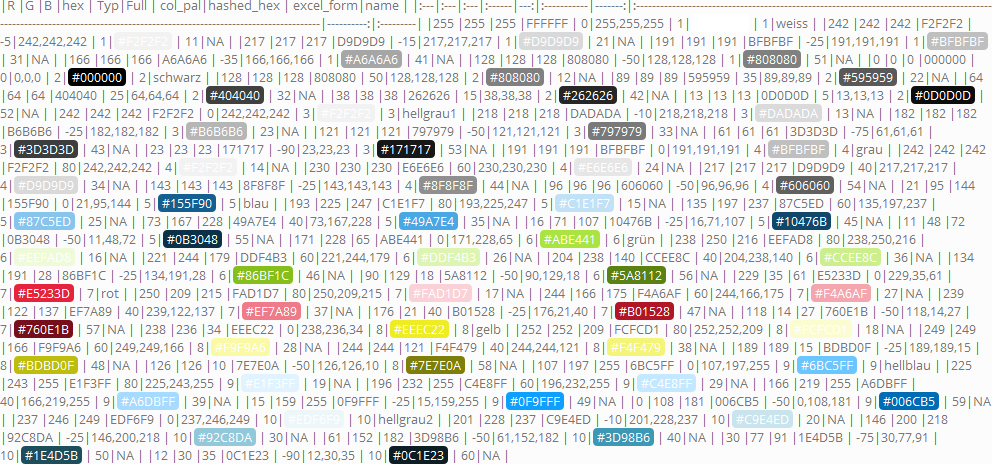 |R |G |B |hex | Typ|Full | col_pal|hashed_hex | excel_form|name | |:---|:---|:---|:------|---:|:-----------|-------:|:----------------------------------------------------------------------------------
--------------------------------------------------------------------------------|----------:|:--------| |255 |255 |255 |FFFFFF | 0|255,255,255 | 1| | 1|weiss | |242 |242 |242 |F2F2F2 |
-5|242,242,242 | 1|#F2F2F2| 11|NA | |217 |217 |217 |D9D9D9 | -15|217,217,217 | 1|#D9D9D9| 21|NA | |191 |191 |191 |BFBFBF | -25|191,191,191 | 1|#BFBFBF
| 31|NA | |166 |166 |166 |A6A6A6 | -35|166,166,166 | 1|#A6A6A6| 41|NA | |128 |128 |128 |808080 | -50|128,128,128 | 1|#808080| 51|NA | |0 |0 |0 |000000 |
0|0,0,0 | 2|#000000| 2|schwarz | |128 |128 |128 |808080 | 50|128,128,128 | 2|#808080| 12|NA | |89 |89 |89 |595959 | 35|89,89,89 | 2|#595959| 22|NA | |64
|64 |64 |404040 | 25|64,64,64 | 2|#404040| 32|NA | |38 |38 |38 |262626 | 15|38,38,38 | 2|#262626| 42|NA | |13 |13 |13 |0D0D0D | 5|13,13,13 | 2|#0D0D0D|
52|NA | |242 |242 |242 |F2F2F2 | 0|242,242,242 | 3|#F2F2F2| 3|hellgrau1 | |218 |218 |218 |DADADA | -10|218,218,218 | 3|#DADADA| 13|NA | |182 |182 |182
|B6B6B6 | -25|182,182,182 | 3|#B6B6B6| 23|NA | |121 |121 |121 |797979 | -50|121,121,121 | 3|#797979| 33|NA | |61 |61 |61 |3D3D3D | -75|61,61,61 |
3|#3D3D3D| 43|NA | |23 |23 |23 |171717 | -90|23,23,23 | 3|#171717| 53|NA | |191 |191 |191 |BFBFBF | 0|191,191,191 | 4|#BFBFBF| 4|grau | |242 |242 |242
|F2F2F2 | 80|242,242,242 | 4|#F2F2F2| 14|NA | |230 |230 |230 |E6E6E6 | 60|230,230,230 | 4|#E6E6E6| 24|NA | |217 |217 |217 |D9D9D9 | 40|217,217,217 |
4|#D9D9D9| 34|NA | |143 |143 |143 |8F8F8F | -25|143,143,143 | 4|#8F8F8F| 44|NA | |96 |96 |96 |606060 | -50|96,96,96 | 4|#606060| 54|NA | |21 |95 |144
|155F90 | 0|21,95,144 | 5|#155F90| 5|blau | |193 |225 |247 |C1E1F7 | 80|193,225,247 | 5|#C1E1F7| 15|NA | |135 |197 |237 |87C5ED | 60|135,197,237 |
5|#87C5ED| 25|NA | |73 |167 |228 |49A7E4 | 40|73,167,228 | 5|#49A7E4| 35|NA | |16 |71 |107 |10476B | -25|16,71,107 | 5|#10476B| 45|NA | |11 |48 |72
|0B3048 | -50|11,48,72 | 5|#0B3048| 55|NA | |171 |228 |65 |ABE441 | 0|171,228,65 | 6|#ABE441| 6|grün | |238 |250 |216 |EEFAD8 | 80|238,250,216 |
6|#EEFAD8| 16|NA | |221 |244 |179 |DDF4B3 | 60|221,244,179 | 6|#DDF4B3| 26|NA | |204 |238 |140 |CCEE8C | 40|204,238,140 | 6|#CCEE8C| 36|NA | |134
|191 |28 |86BF1C | -25|134,191,28 | 6|#86BF1C| 46|NA | |90 |129 |18 |5A8112 | -50|90,129,18 | 6|#5A8112| 56|NA | |229 |35 |61 |E5233D | 0|229,35,61 |
7|#E5233D| 7|rot | |250 |209 |215 |FAD1D7 | 80|250,209,215 | 7|#FAD1D7| 17|NA | |244 |166 |175 |F4A6AF | 60|244,166,175 | 7|#F4A6AF| 27|NA | |239
|122 |137 |EF7A89 | 40|239,122,137 | 7|#EF7A89| 37|NA | |176 |21 |40 |B01528 | -25|176,21,40 | 7|#B01528| 47|NA | |118 |14 |27 |760E1B | -50|118,14,27 |
7|#760E1B| 57|NA | |238 |236 |34 |EEEC22 | 0|238,236,34 | 8|#EEEC22| 8|gelb | |252 |252 |209 |FCFCD1 | 80|252,252,209 | 8|#FCFCD1| 18|NA | |249 |249
|166 |F9F9A6 | 60|249,249,166 | 8|#F9F9A6| 28|NA | |244 |244 |121 |F4F479 | 40|244,244,121 | 8|#F4F479| 38|NA | |189 |189 |15 |BDBD0F | -25|189,189,15 |
8|#BDBD0F| 48|NA | |126 |126 |10 |7E7E0A | -50|126,126,10 | 8|#7E7E0A| 58|NA | |107 |197 |255 |6BC5FF | 0|107,197,255 | 9|#6BC5FF| 9|hellblau | |225
|243 |255 |E1F3FF | 80|225,243,255 | 9|#E1F3FF| 19|NA | |196 |232 |255 |C4E8FF | 60|196,232,255 | 9|#C4E8FF| 29|NA | |166 |219 |255 |A6DBFF |
40|166,219,255 | 9|#A6DBFF| 39|NA | |15 |159 |255 |0F9FFF | -25|15,159,255 | 9|#0F9FFF| 49|NA | |0 |108 |181 |006CB5 | -50|0,108,181 | 9|#006CB5| 59|NA
| |237 |246 |249 |EDF6F9 | 0|237,246,249 | 10|#EDF6F9| 10|hellgrau2 | |201 |228 |237 |C9E4ED | -10|201,228,237 | 10|#C9E4ED| 20|NA | |146 |200 |218
|92C8DA | -25|146,200,218 | 10|#92C8DA| 30|NA | |61 |152 |182 |3D98B6 | -50|61,152,182 | 10|#3D98B6| 40|NA | |30 |77 |91 |1E4D5B | -75|30,77,91 |
10|#1E4D5B| 50|NA | |12 |30 |35 |0C1E23 | -90|12,30,35 | 10|#0C1E23| 60|NA |